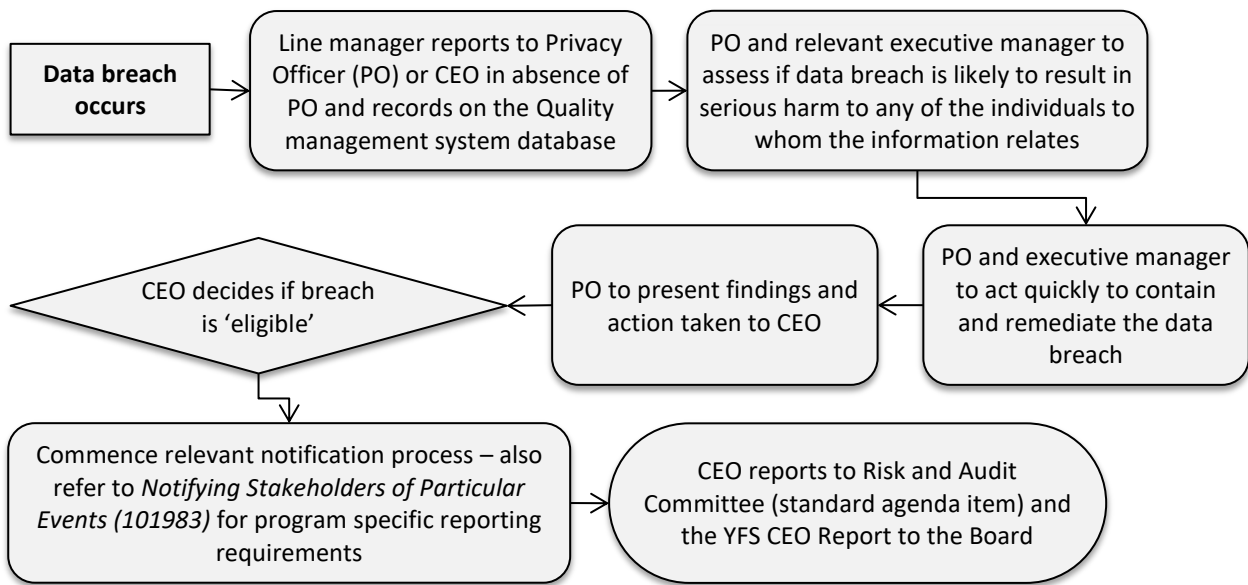 Data breach
occurs
Line manager reports to Privacy
Officer (PO) or CEO in absence of
PO and records on the Quality
management system database
PO and relevant executive manager to
assess if data breach is likely to result in
serious harm to any of the individuals to
whom the information relates
PO and executive manager
to act quickly to contain
and remediate the data
breach
PO to present findings and
action taken to CEO
CEO decides if breach
is ‘eligible’
Commence relevant notification process – also
refer to Notifying Stakeholders of Particular
Events (101983) for program specific reporting
requirements
CEO reports to Risk and Audit
Committee (standard agenda item) and
the YFS CEO Report to the Board